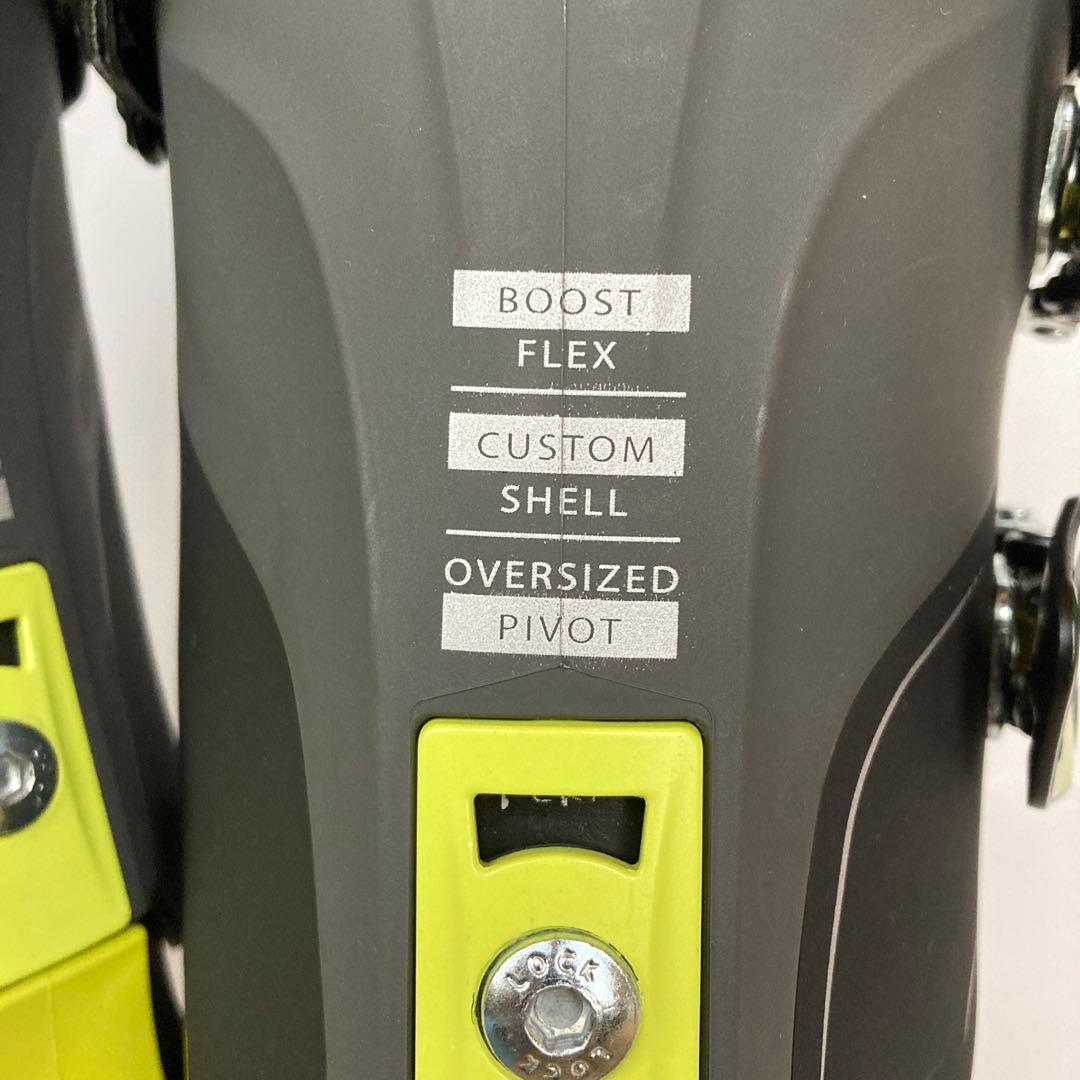 BOOST
FLEX
CUSTOM
SHELL
OVERSIZED
PIVOT
LOCK
LOCK